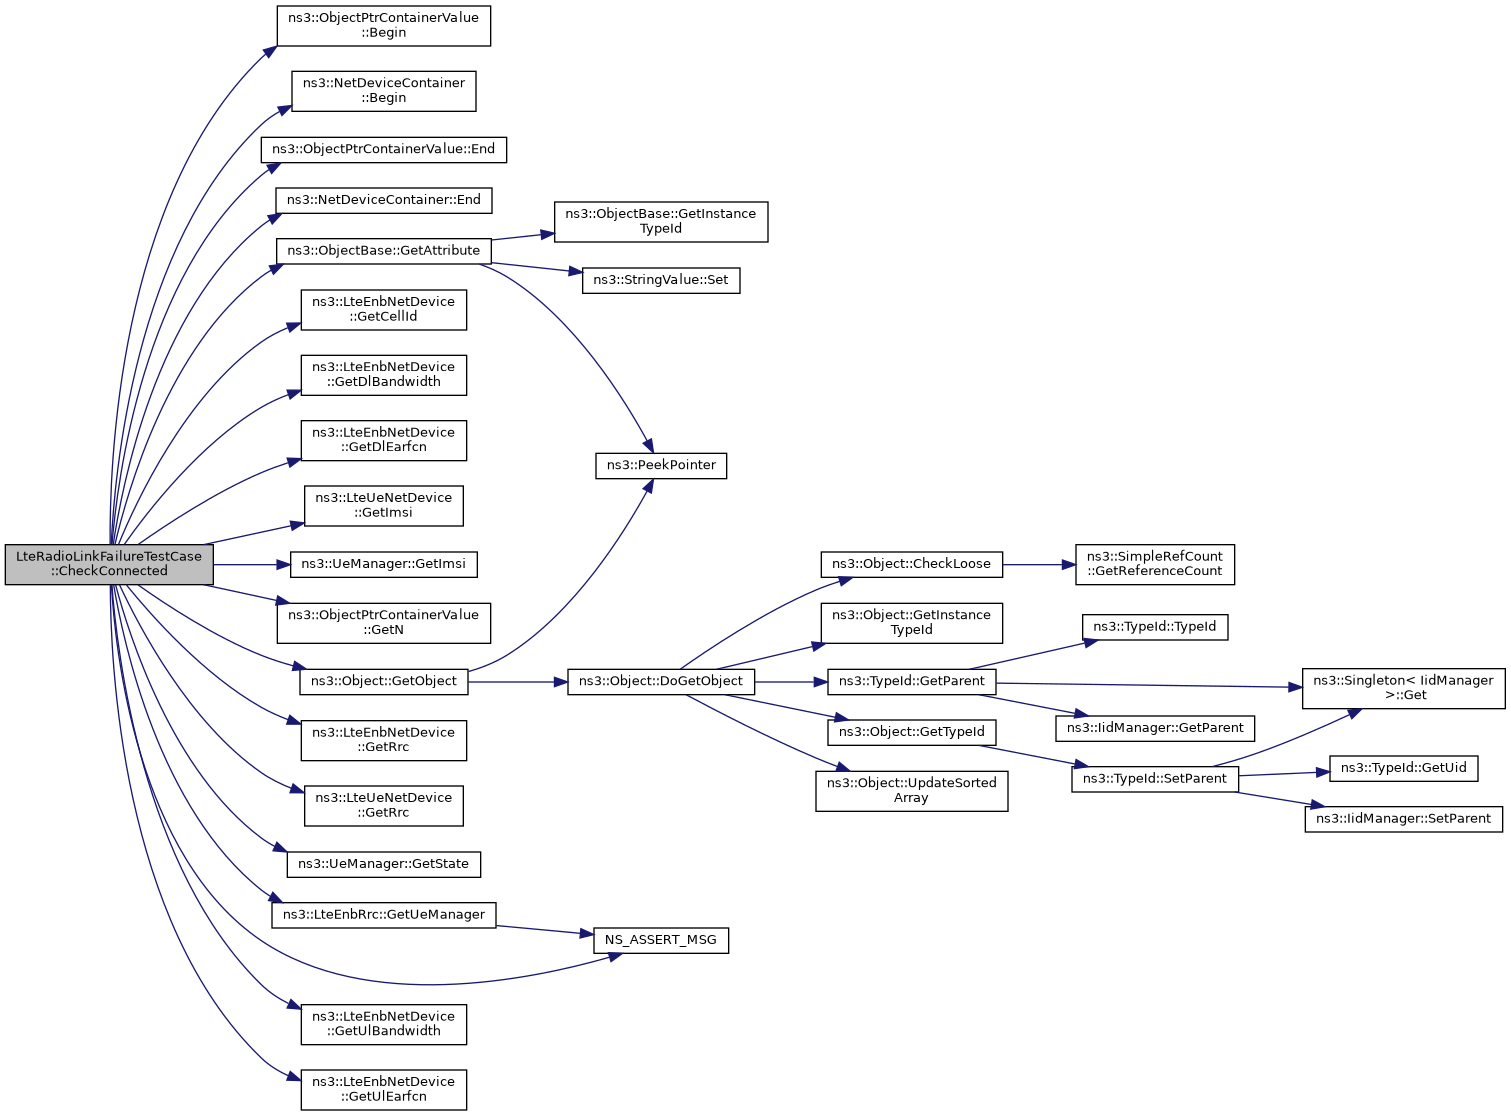 ns3::ObjectPtrContainerValue
::Begin
ns3::NetDeviceContainer
::Begin
ns3::ObjectPtrContainerValue::End
ns3::NetDeviceContainer::End
ns3::ObjectBase::GetAttribute
ns3::ObjectBase::GetInstance
TypeId
ns3::StringValue::Set
ns3::LteEnbNetDevice
::GetCellId
ns3::LteEnbNetDevice
::GetDlBandwidth
ns3::LteEnbNetDevice
::GetDlEarfcn
ns3::PeekPointer
ns3::LteUeNetDevice
::GetImsi
LteRadioLinkFailureTestCase
::CheckConnected
ns3::UeManager::GetImsi
ns3::ObjectPtrContainerValue
::GetN
ns3::Object::GetObject
ns3::Object::DoGetObject
ns3::Object::CheckLoose
ns3::SimpleRefCount
::GetReferenceCount
ns3::Object::GetInstance
TypeId
ns3::TypeId::GetParent
ns3::TypeId::TypeId
ns3::Singleton< IidManager
>::Get
ns3::IidManager::GetParent
ns3::Object::GetTypeId
ns3::TypeId::SetParent
ns3::TypeId::GetUid
ns3::IidManager::SetParent
ns3::Object::UpdateSorted
Array
ns3::LteEnbNetDevice
::GetRrc
ns3::LteUeNetDevice
::GetRrc
ns3::UeManager::GetState
ns3::LteEnbRrc::GetUeManager
NS_ASSERT_MSG
ns3::LteEnbNetDevice
::GetUlBandwidth
ns3::LteEnbNetDevice
::GetUlEarfcn